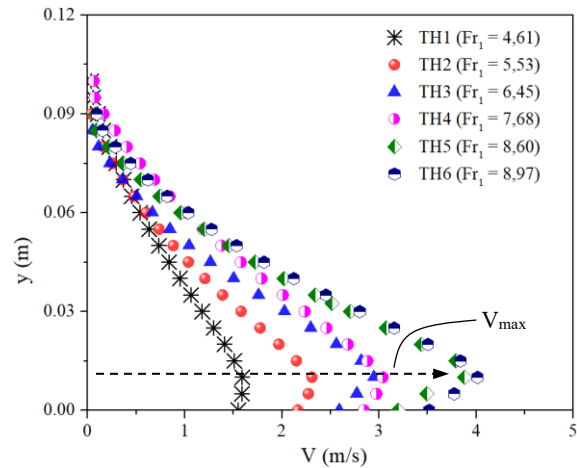 TH1 (Fr₁ = 4,61)
TH2 (Fr₁ = 5,53)
TH3 (Fr₁ = 6,45)
TH4 (Fr₁ = 7,68)
TH5 (Fr₁ = 8,60)
TH6 (Fr₁ = 8,97)
0.09
0.06
y (m)
0.03
Vmax
0.00
0 1 2 3 4 5
V (m/s)